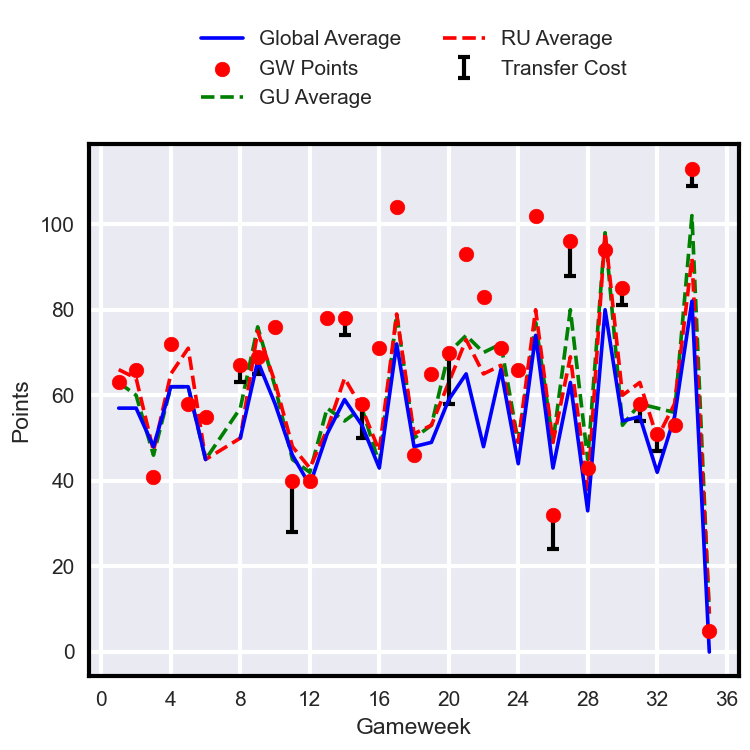 Global Average
GW Points
GU Average
RU Average
Transfer Cost
Points
100
80
60
40
20
0
0 4 8 12 16 20 24 28 32 36
Gameweek